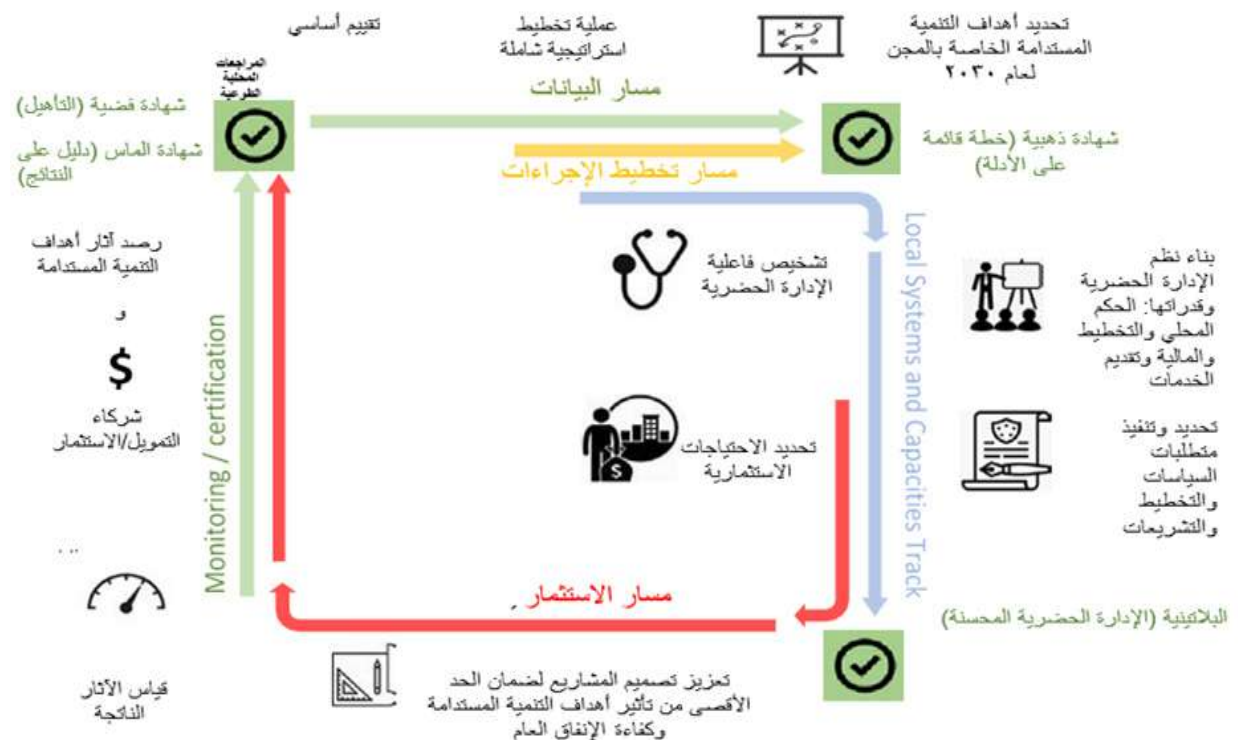 تقييم أساسي
عملية تخطيط
استراتيجية شاملة
تحديد أهداف التنمية
المستدامة الخاصة بالمجن
لعام ٢٠٣٠
المراجعات
المحلية
الطوعية
شهادة فضية (التأهيل)
شهادة الماس (دليل على
النتائج)
مسار البيانات
مسار تخطيط الإجراءات
شهادة ذهبية (خطة قائمة
على الأدلة)
Local Systems and Capacities Track
تشخيص فاعلية
الإدارة الحضرية
بناء نظم
الإدارة الحضرية
وقدراتها: الحكم
المحلي والتخطيط
والمالية وتقديم
الخدمات
تحديد الاحتياجات
الاستثمارية
تحديد وتنفيذ
متطلبات
السياسات
والتخطيط
والتشريعات
البلاتينية (الإدارة الحضرية المحسنة)
مسار الاستثمار
تعزيز تصميم المشاريع لضمان الحد
الأقصى من تأثير أهداف التنمية المستدامة
وكفاءة الإنفاق العام
Monitoring / certification
رصد آثار أهداف
التنمية المستدامة
و
$
شركاء
التمويل/الاستثمار
قياس الآثار
الناتجة